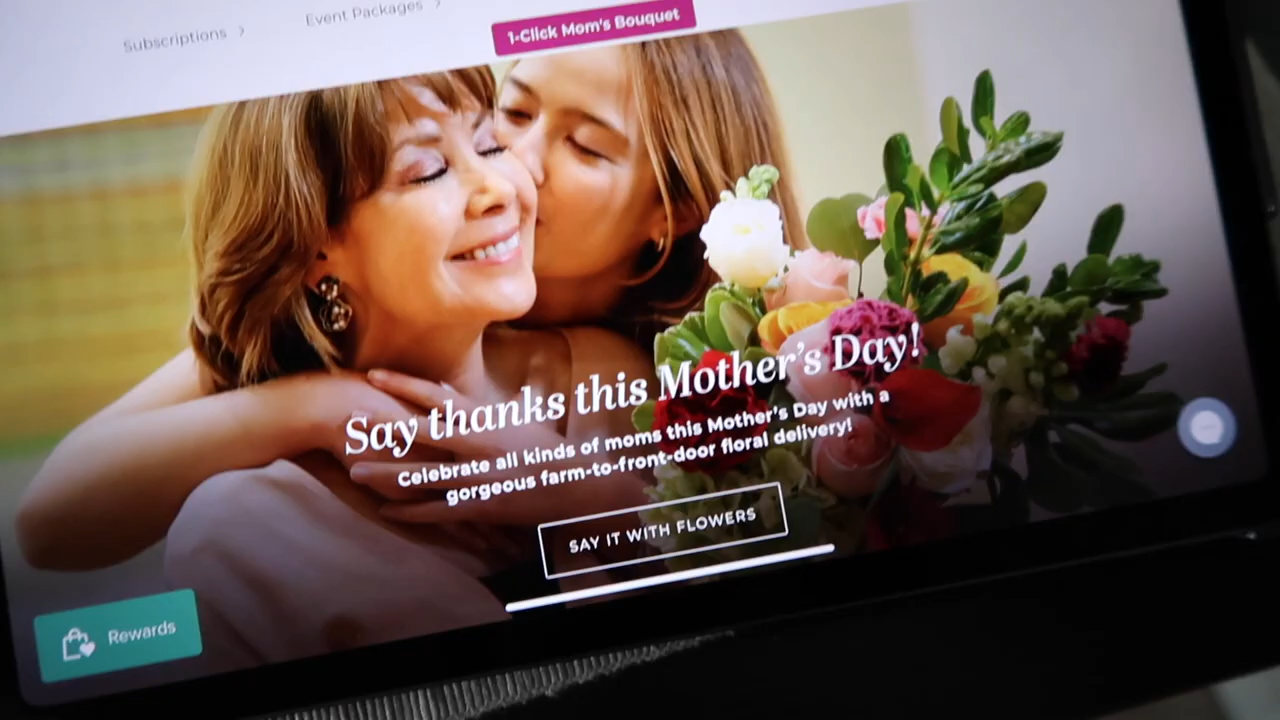 Subscriptions
Event Packages
1-Click Mom's Bouquet
Say thanks this Mother's Day!
Celebrate all kinds of moms this Mother's Day with a
gorgeous farm-to-front-door floral delivery!
SAY IT WITH FLOWERS
Rewards